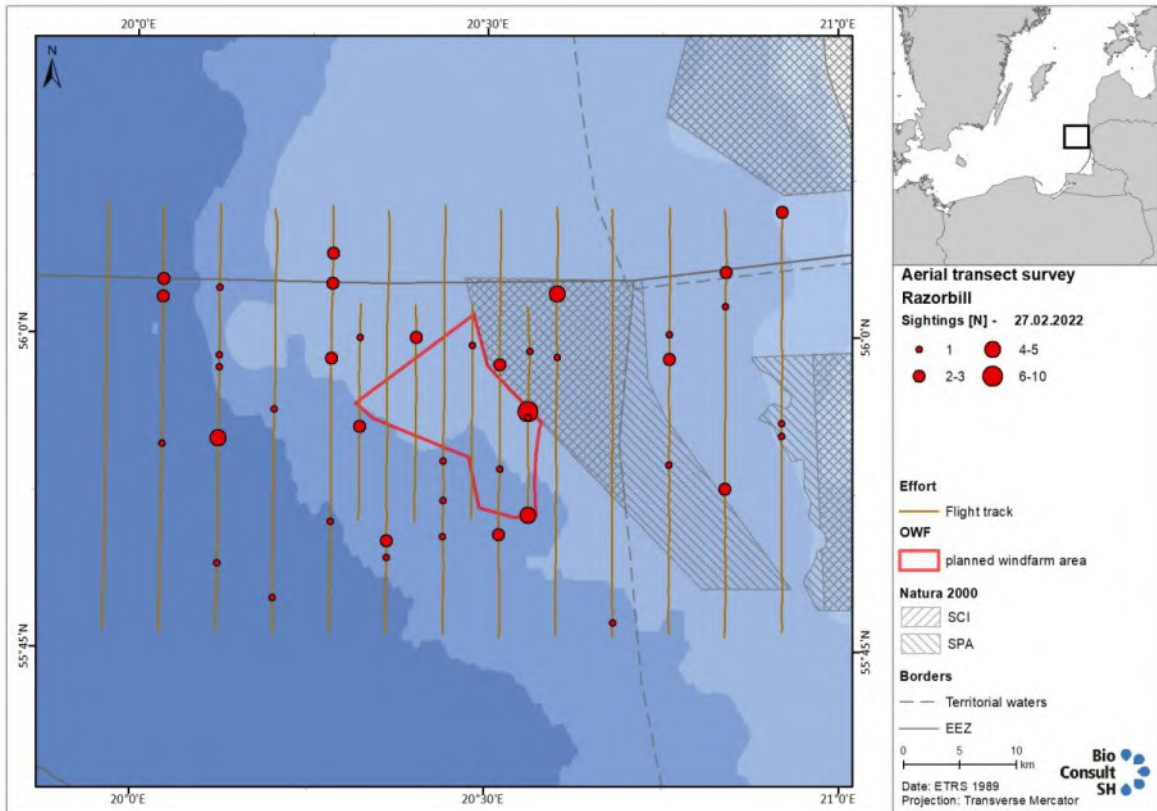 20°0'E
20°30'E
21°0'E
N
56°0'N
56°0'N
55°45'N
55°45'N
20°0'E
20°30'E
21°0'E
Aerial transect survey
Razorbill
Sightings [N] - 27.02.2022
1
4-5
2-3
6-10
Effort
Flight track
OWF
planned windfarm area
Natura 2000
SCI
SPA
Borders
Territorial waters
EEZ
0 5 10
km
Date: ETRS 1989
Projection: Transverse Mercator
Bio
Consult
SH